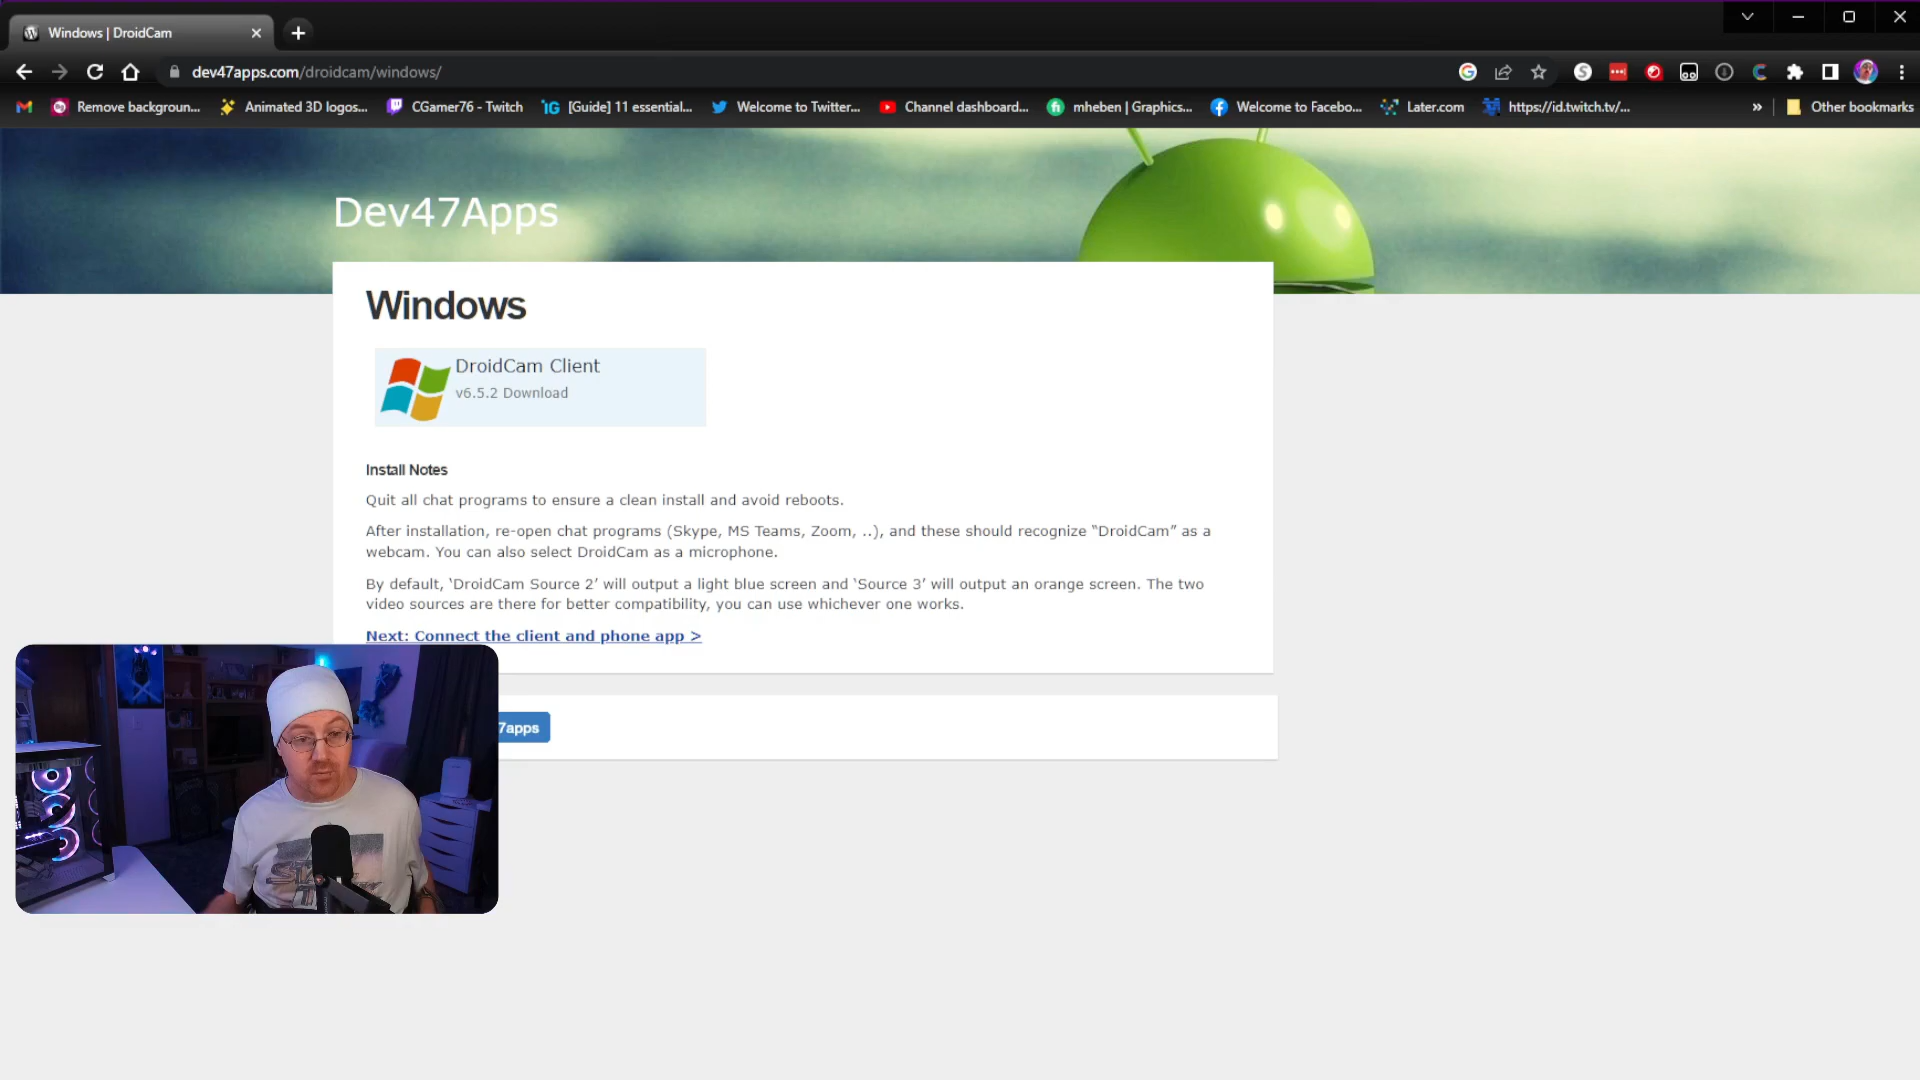 Windows | DroidCam
dev47apps.com/droidcam/windows/
Remove backgroun...
Animated 3D logos...
CGamer76 - Twitch
[Guide] 11 essential...
Welcome to Twitter...
Channel dashboard...
mheben | Graphics...
Welcome to Facebo...
Later.com
https://id.twitch.tv/...
»
Other bookmarks
Dev47Apps
Windows
DroidCam Client
v6.5.2 Download
Install Notes
Quit all chat programs to ensure a clean install and avoid reboots.
After installation, re-open chat programs (Skype, MS Teams, Zoom, ..), and these should recognize “DroidCam” as a
webcam. You can also select DroidCam as a microphone.
By default, ‘DroidCam Source 2’ will output a light blue screen and ‘Source 3’ will output an orange screen. The two
video sources are there for better compatibility, you can use whichever one works.
Next: Connect the client and phone app >
7apps